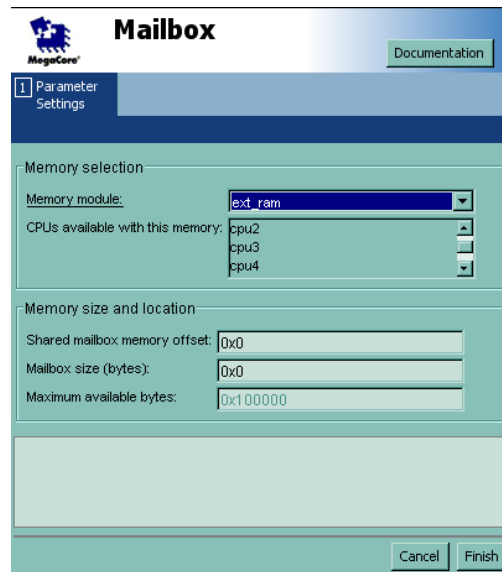 Mailbox
MegaCore'
Documentation
1 Parameter
Settings
Memory selection
Memory module: ext_ram
CPUs available with this memory: cpu2
cpu3
cpu4
Memory size and location
Shared mailbox memory offset: 0x0
Mailbox size (bytes): 0x0
Maximum available bytes: 0x100000
Cancel Finish